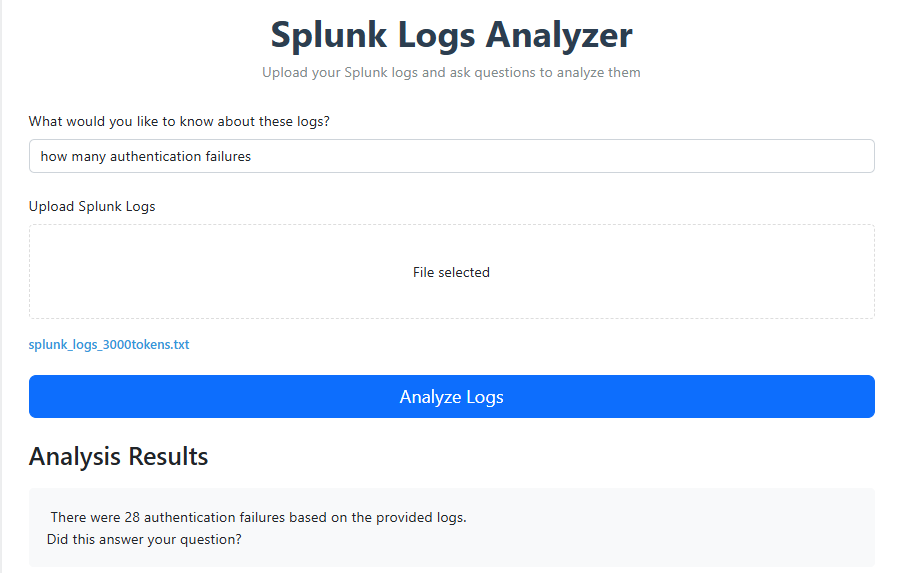 Splunk Logs Analyzer
Upload your Splunk logs and ask questions to analyze them
What would you like to know about these logs?
how many authentication failures
Upload Splunk Logs
File selected
splunk_logs_3000tokens.txt
Analyze Logs
Analysis Results
There were 28 authentication failures based on the provided logs.
Did this answer your question?